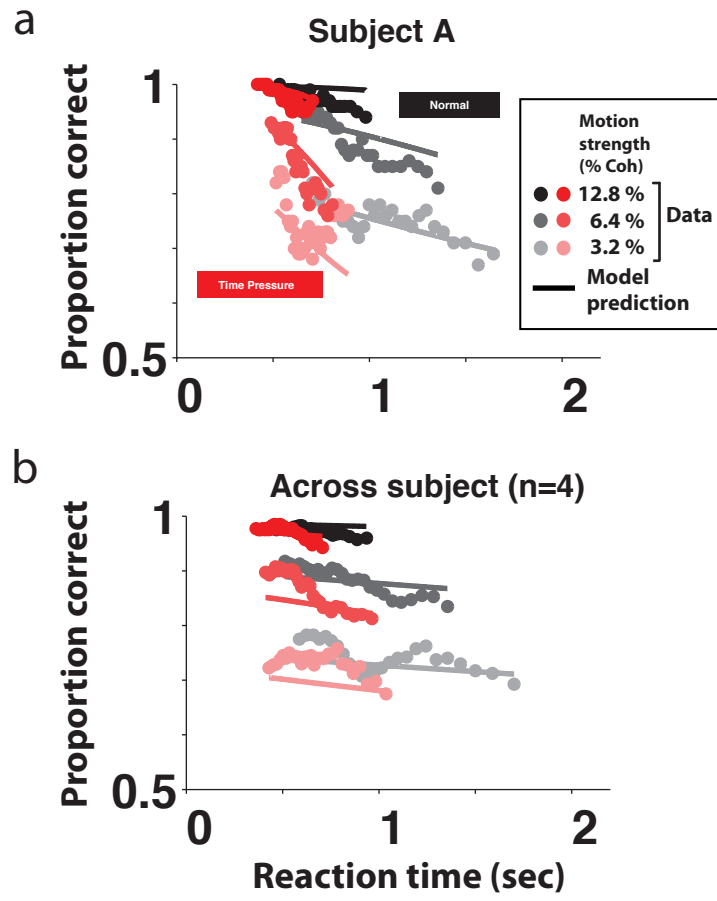 a
Subject A
1
Normal
Proportion correct
Time Pressure
0.5
0
1
2
Motion
strength
(% Coh)
12.8 %
6.4 %
3.2 %
Data
Model
prediction
b
Across subject (n=4)
1
Proportion correct
0.5
0
1
2
Reaction time (sec)